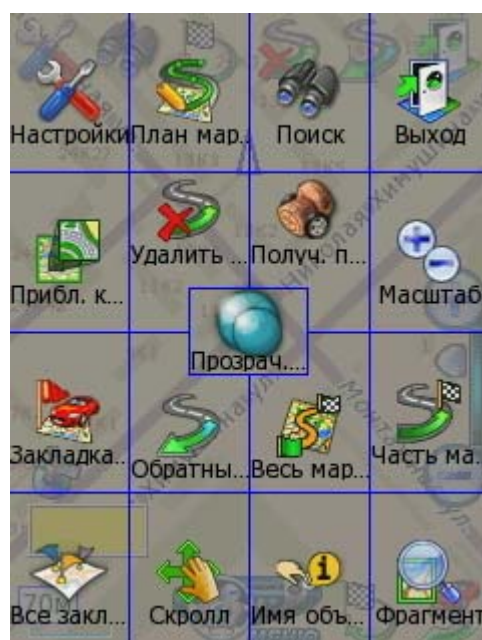 Настройки
План мар..
Поиск
Выход
Прибл. к...
Удалить ...
Получ. п...
Масштаб
Прозрач....
Закладка..
Обратны...
Весь мар..
Часть ма..
Все закл...
Скролл
Имя объ..
Фрагмент
70м